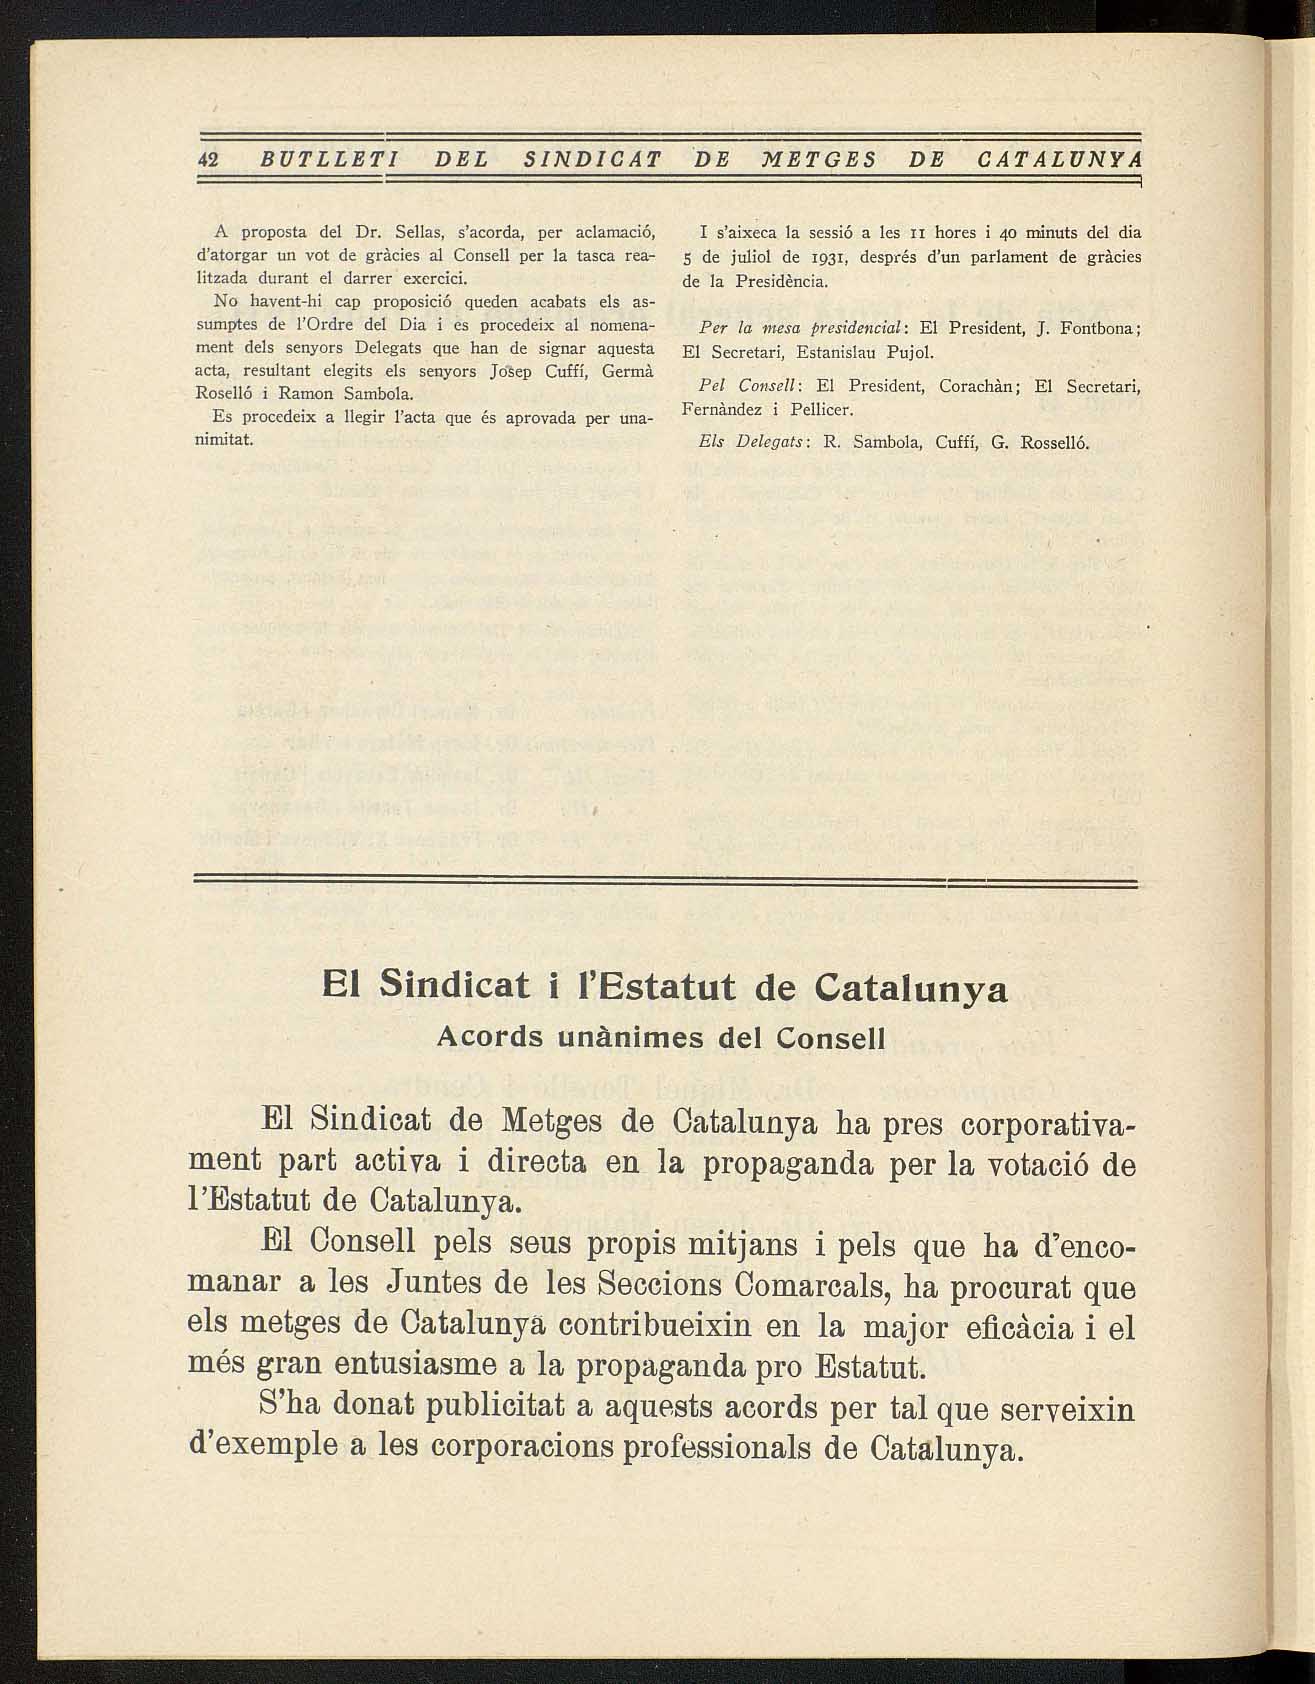 42 BUTLLETI DEL SINDICAT DE METGES DE CATALUNYA
A proposta del Dr. Sellas, s'acorda, per aclamació,
d'atorgar un vot de gràcies al Consell per la tasca rea-
litzada durant el darrer exercici.
No havent-hi cap proposició queden acabats els as-
sumptes de l'Ordre del Dia i es procedeix al nomena-
ment dels senyors Delegats que han de signar aquesta
acta, resultant elegits els senyors Josep Cuffí, Germà
Roselló i Ramon Sambola.
Es procedeix a llegir l'acta que és aprovada per una-
nimitat.
I s'aixeca la sessió a les 11 hores i 40 minuts del dia
5 de juliol de 1931, després d'un parlament de gràcies
de la Presidència.
Per la mesa presidencial: El President, J. Fontbona;
El Secretari, Estanislau Pujol.
Pel Consell: El President, Corachàn; El Secretari,
Fernàndez i Pellicer.
Els Delegats: R. Sambola, Cuffí, G. Rosselló.
El Sindicat i l'Estatut de Catalunya
Acords unànimes del Consell
El Sindicat de Metges de Catalunya ha pres corporativa-
ment part activa i directa en la propaganda per la votació de
l'Estatut de Catalunya.
El Consell pels seus propis mitjans i pels que ha d'enco-
manar a les Juntes de les Seccions Comarcals, ha procurat que
els metges de Catalunya contribueixin en la major eficàcia i el
més gran entusiasme a la propaganda pro Estatut.
S'ha donat publicitat a aquests acords per tal que serveixin
d'exemple a les corporacions professionals de Catalunya.